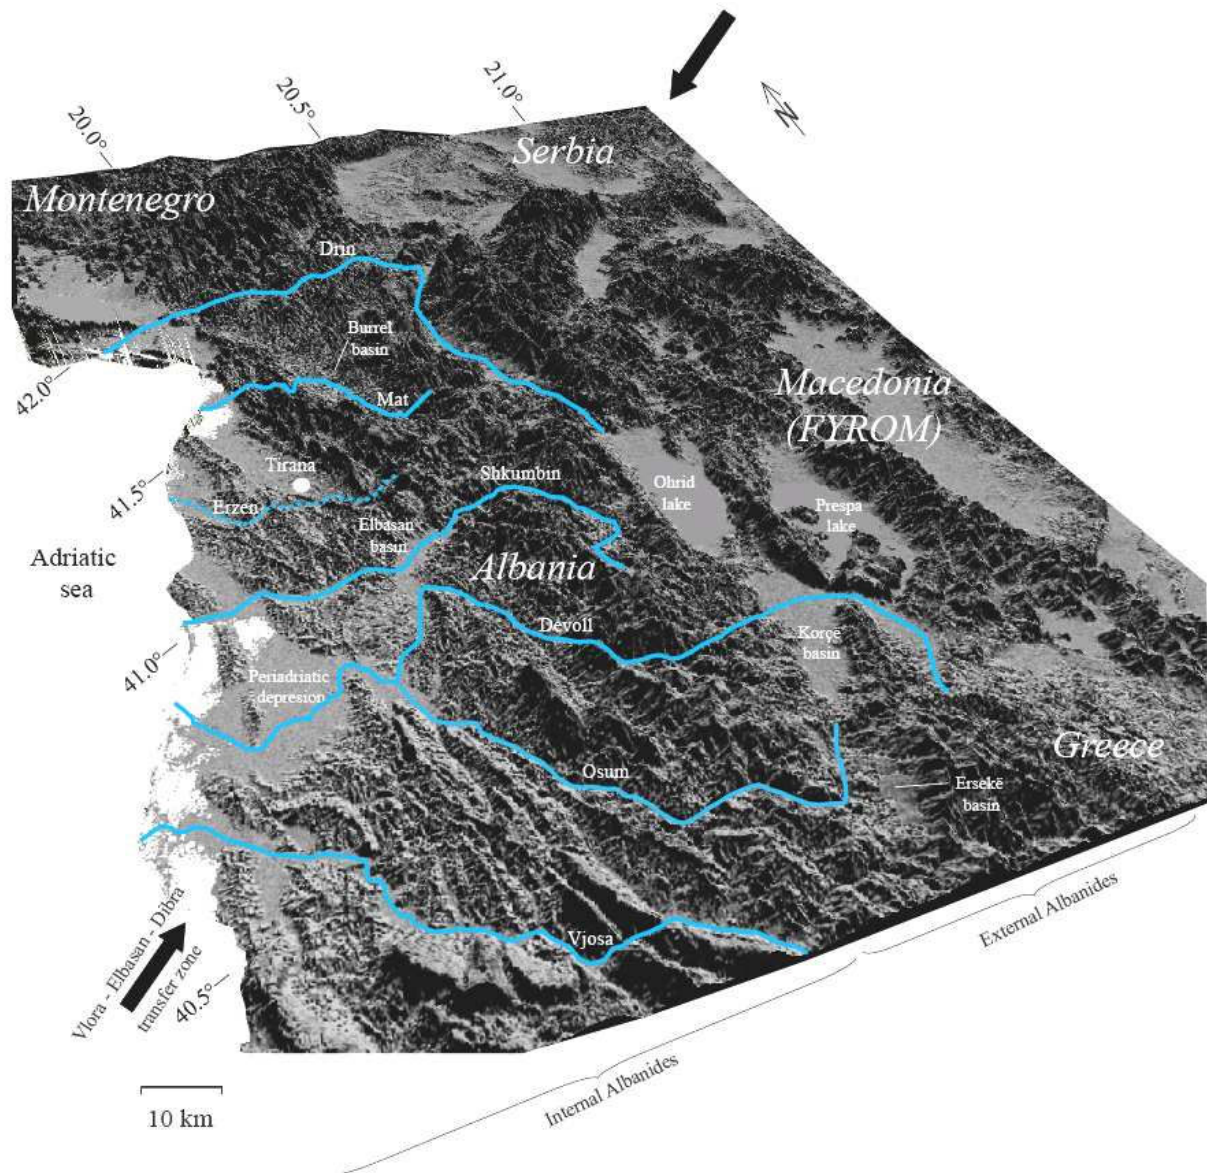 20.0°
20.5°
21.0°
N
Serbia
Montenegro
Drin
Burrel
basin
42.0°
Mat
Macedonia
(FYROM)
Tirana
41.5°
Erzen
Shkumbin
Ohrid
lake
Prespa
lake
Elbasan
basin
Adriatic
sea
Albania
Dévoll
Korçe
basin
41.0°
Periadriatic
depresion
Greece
Osum
Ersekë
basin
Vlora - Elbasan - Dibra
transfer zone
Vjosa
40.5°
External Albanides
Internal Albanides
10 km